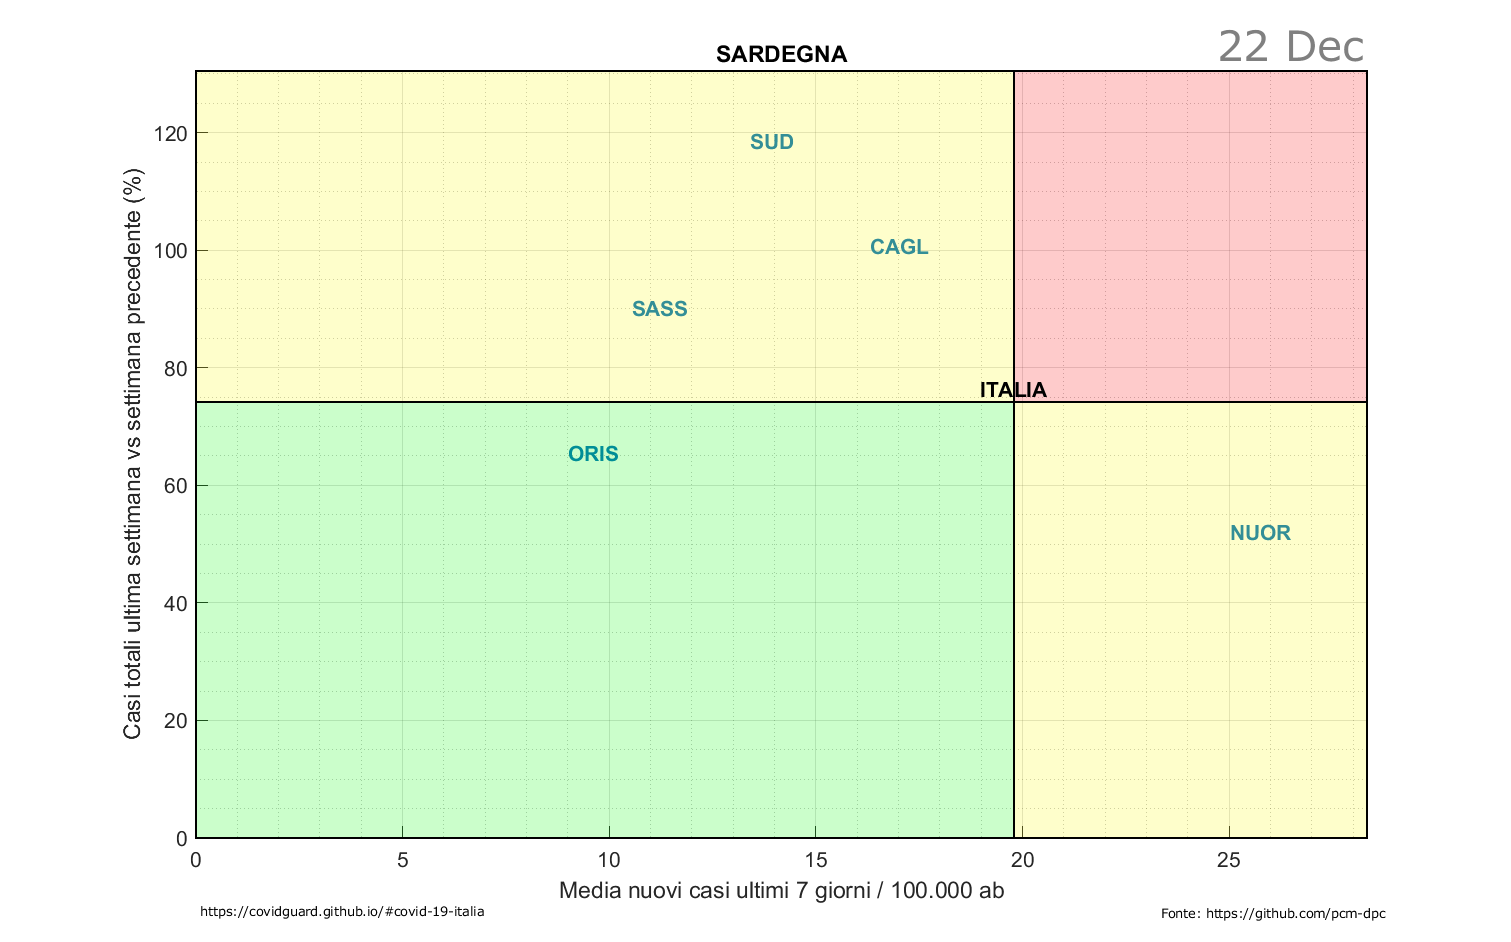 22 Dec
SARDEGNA
Casi totali ultima settimana vs settimana precedente (%)
120
100
80
60
40
20
0
SUD
CAGL
SASS
ITALIA
ORIS
NUOR
0 5 10 15 20 25
Media nuovi casi ultimi 7 giorni / 100.000 ab
https://covidguard.github.io/#covid-19-italia
Fonte: https://github.com/pcm-dpc